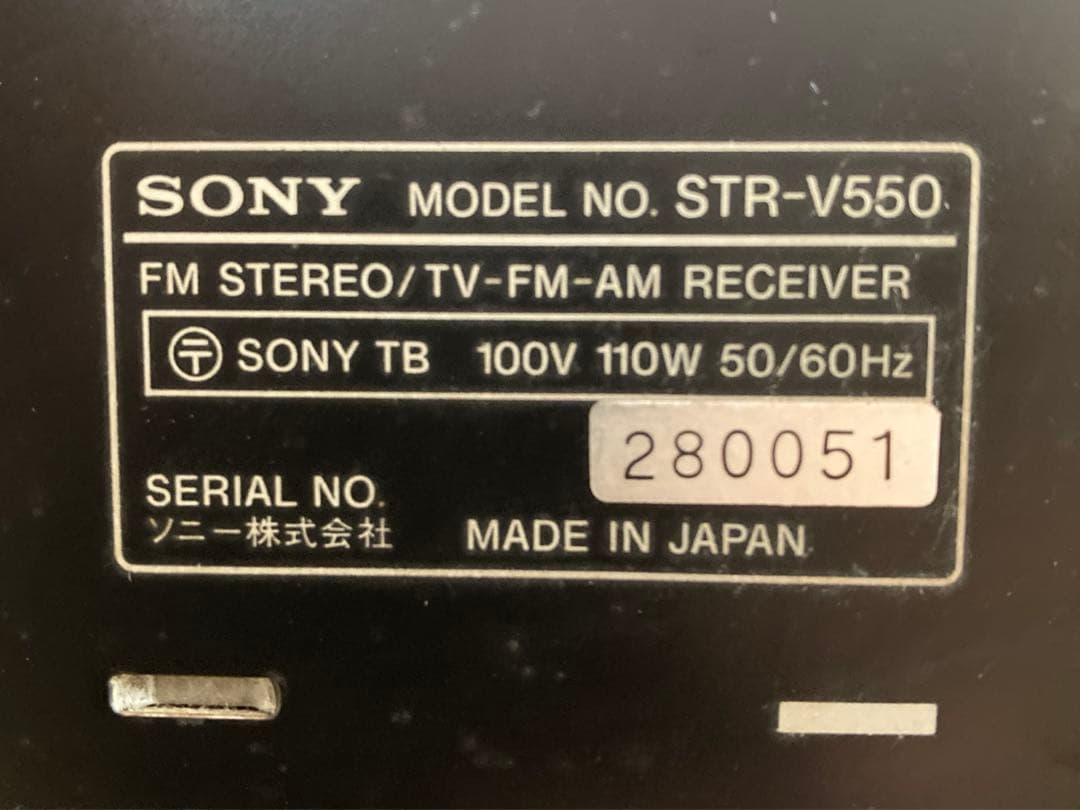 SONY MODEL NO. STR-V550
FM STEREO/TV-FM-AM RECEIVER
〒 SONY TB 100V 110W 50/60Hz
280051
SERIAL NO.
ソニー株式会社 MADE IN JAPAN